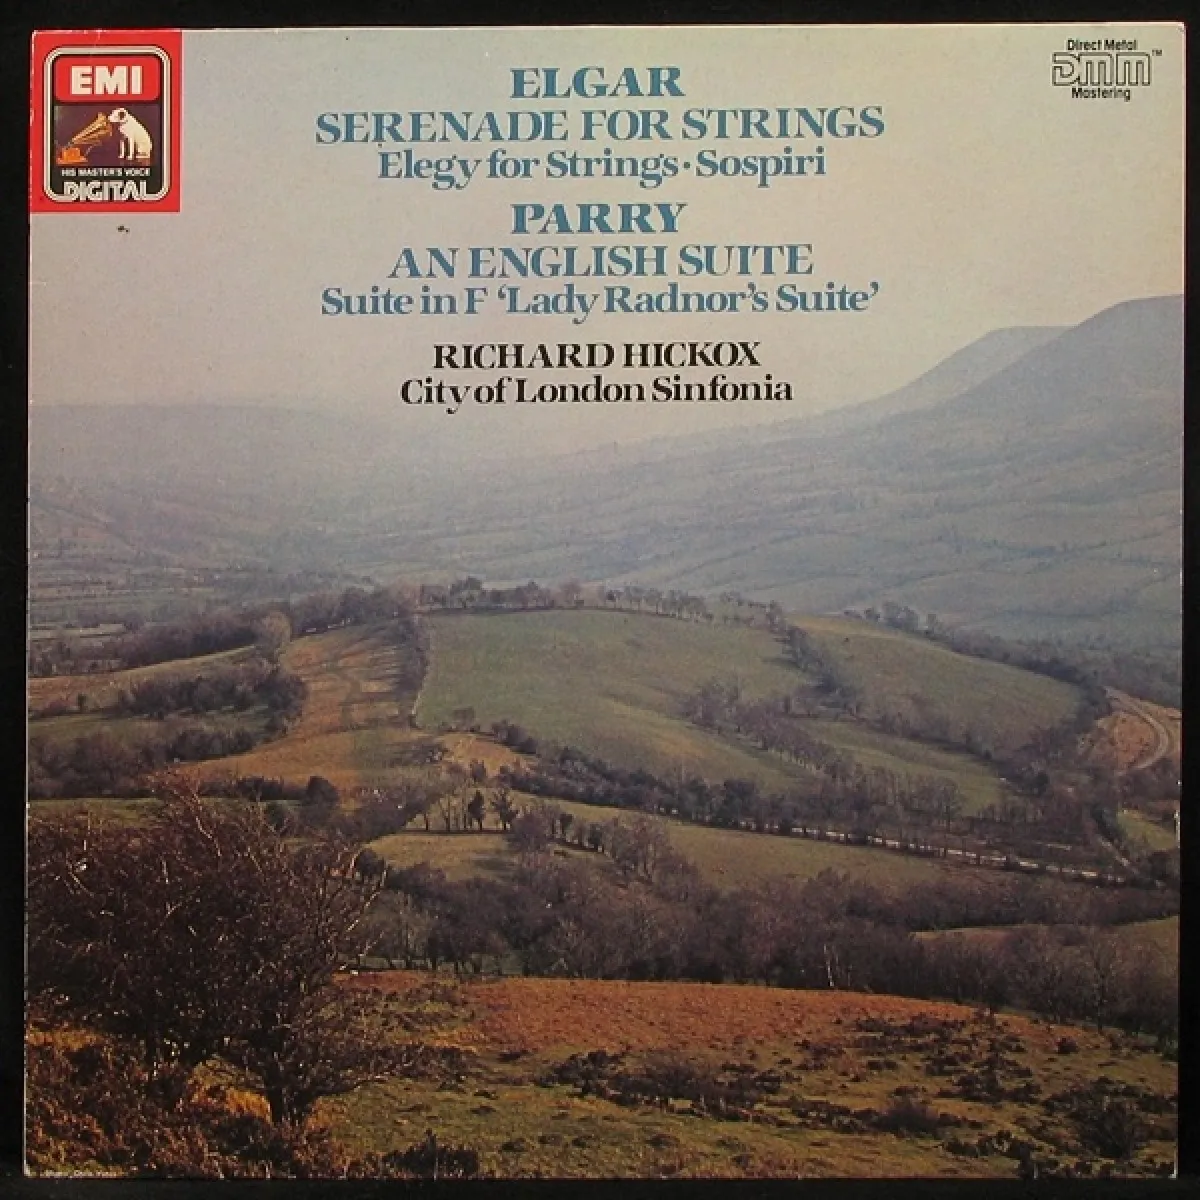 EMI
HIS MASTER'S VOICE
DIGITAL
Direct Metal
DMM™
Mastering
ELGAR
SERENADE FOR STRINGS
Elegy for Strings · Sospiri
PARRY
AN ENGLISH SUITE
Suite in F ‘Lady Radnor’s Suite’
RICHARD HICKOX
City of London Sinfonia